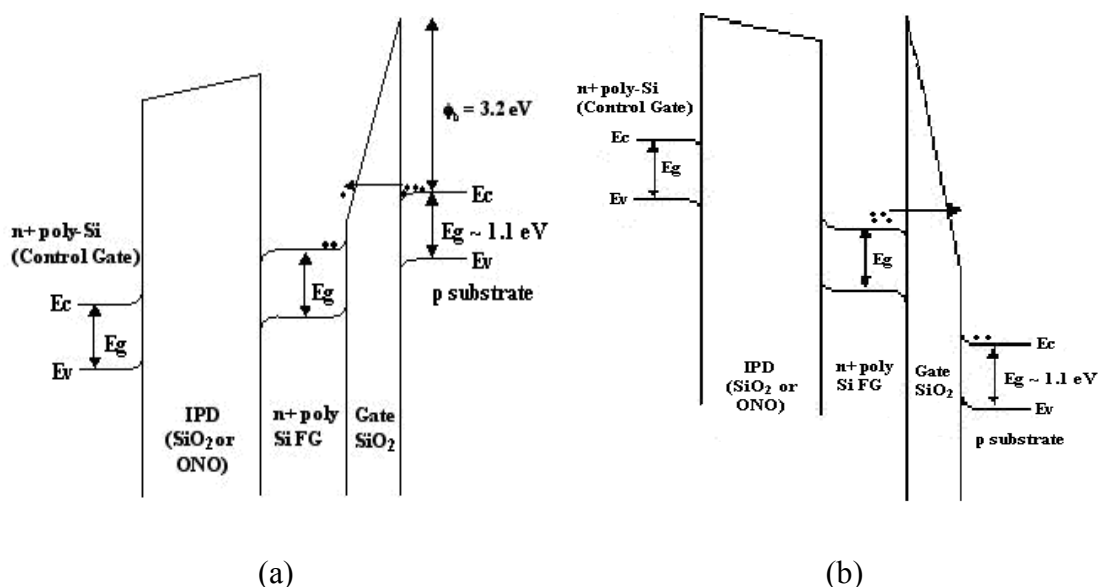 ϕb = 3.2 eV
Ec
Eg ~ 1.1 eV
Ev
p substrate
n+ poly-Si
(Control Gate)
Ec
Eg
Ev
Eg
IPD
(SiO2 or
ONO)
n+ poly
Si FG
Gate
SiO2
(a)
n+ poly-Si
(Control Gate)
Ec
Eg
Ev
Eg
IPD
(SiO2 or
ONO)
n+ poly
Si FG
Gate
SiO2
Ec
Eg ~ 1.1 eV
Ev
p substrate
(b)